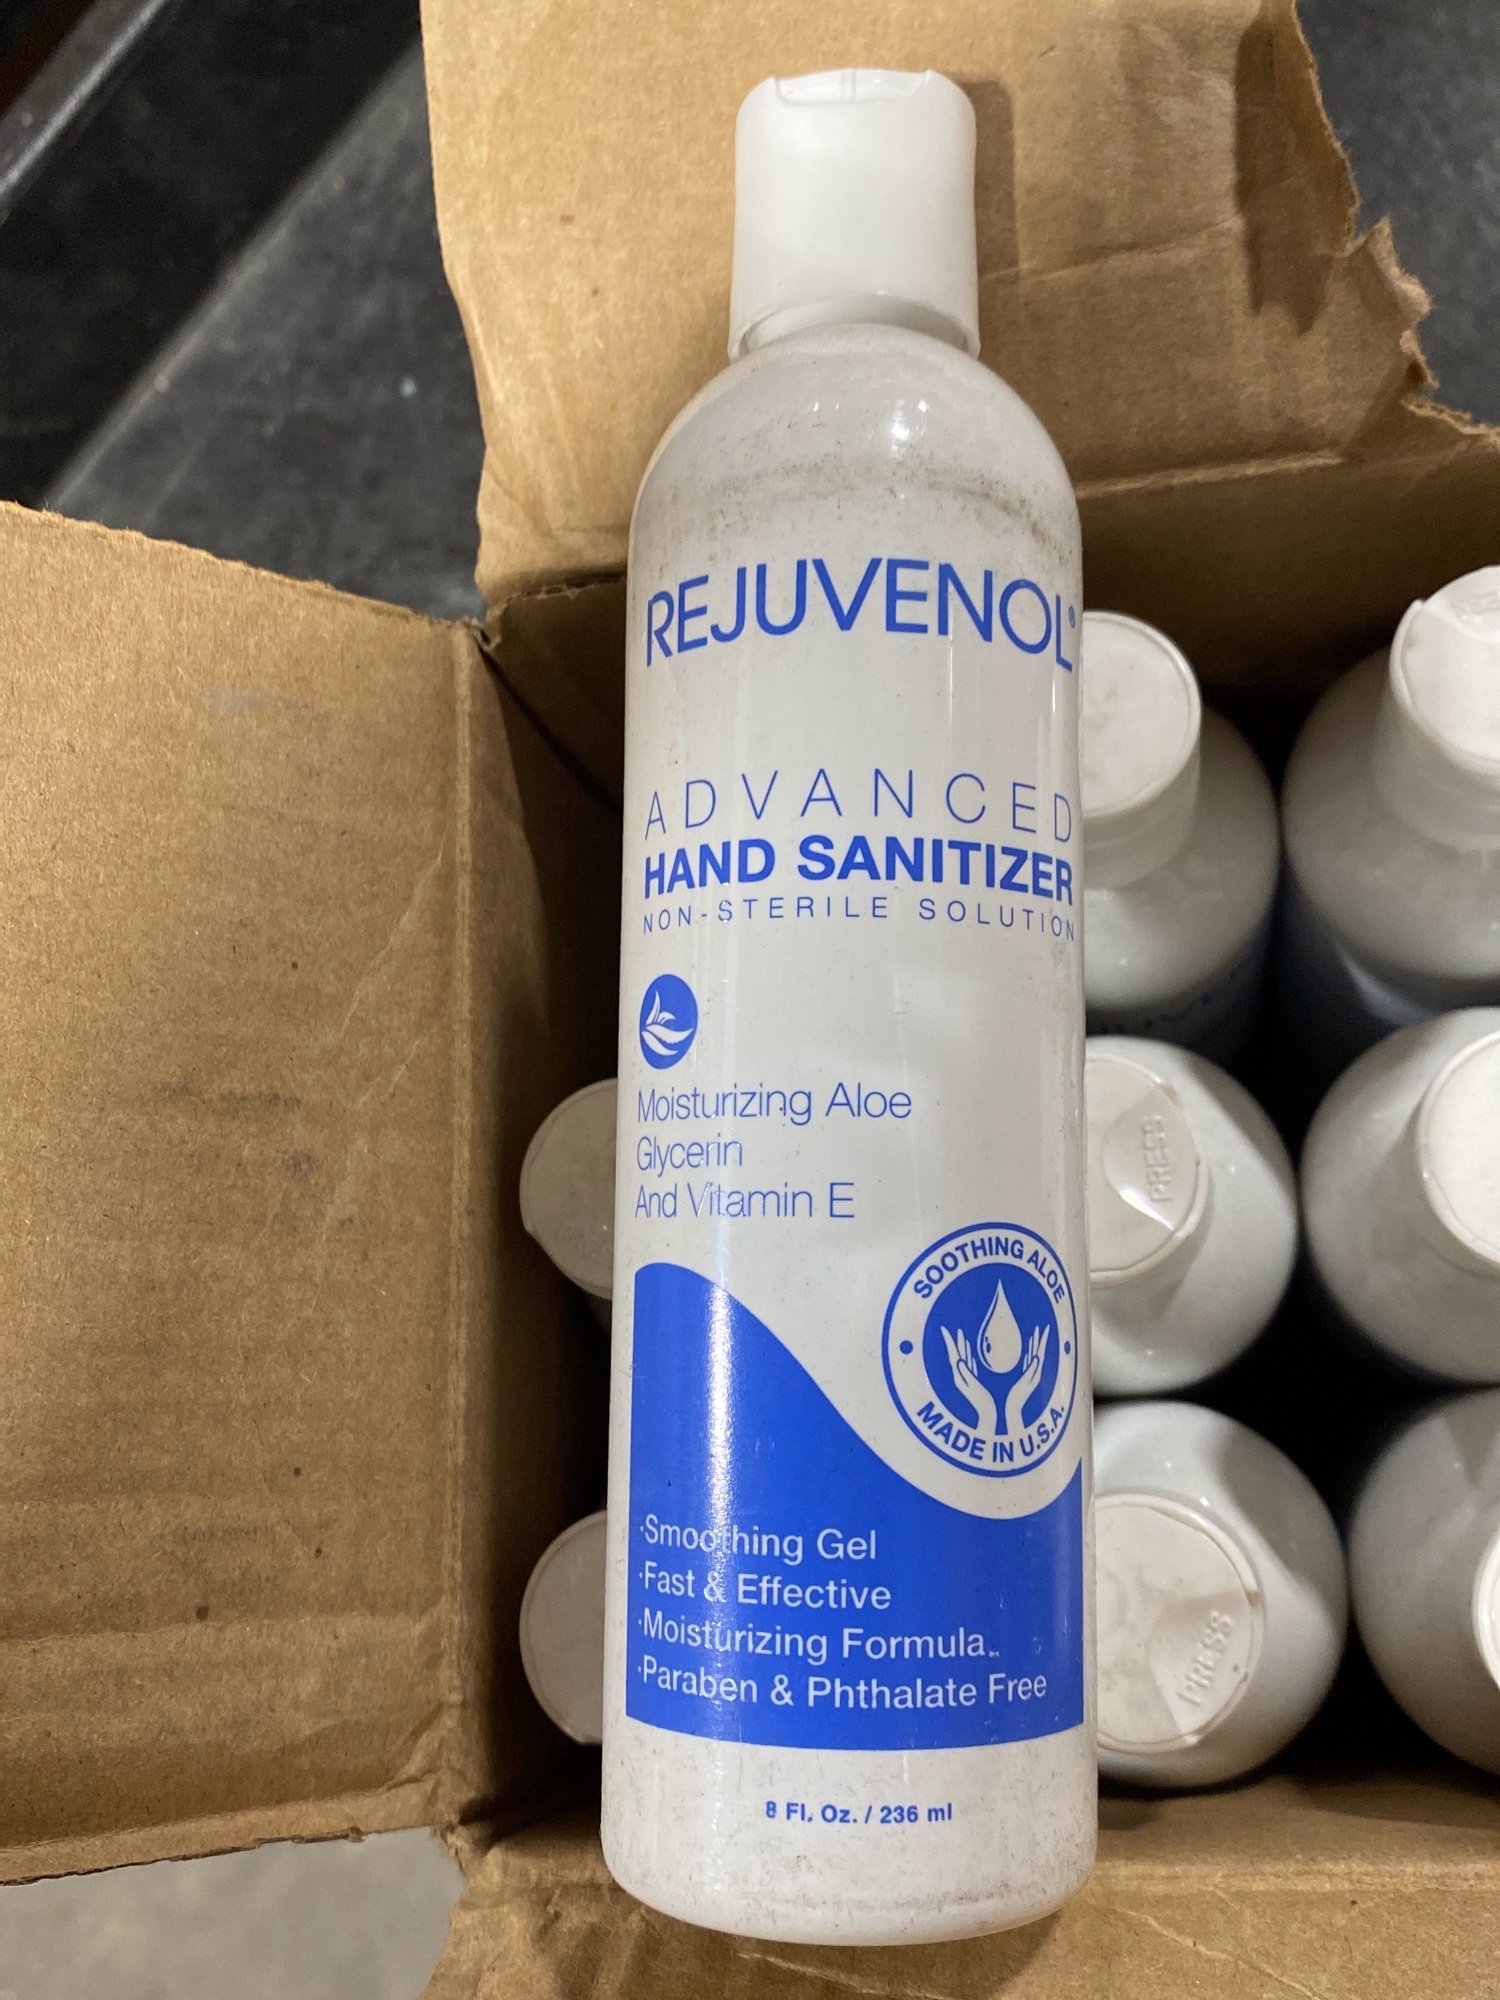 REJUVENOL®
ADVANCED
HAND SANITIZER
NON-STERILE SOLUTION
Moisturizing Aloe
Glycerin
And Vitamin E
SOOTHING ALOE
MADE IN U.S.A.
·Smoothing Gel
·Fast & Effective
·Moisturizing Formula
·Paraben & Phthalate Free
8 Fl. Oz. / 236 ml
PRESS
PRESS